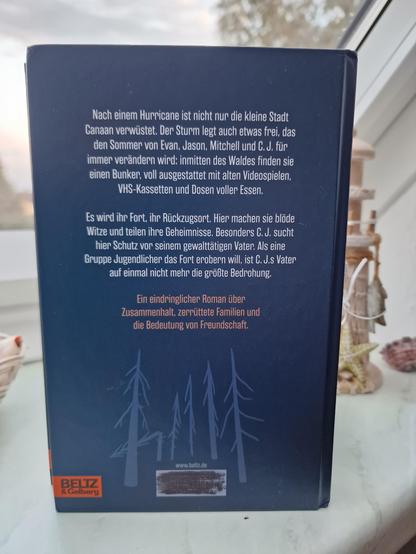 Nach einem Hurricane ist nicht nur die kleine Stadt
Canaan verwüstet. Der Sturm legt auch etwas frei, das
den Sommer von Evan, Jason, Mitchell und C. J. für
immer verändern wird: inmitten des Waldes finden sie
einen Bunker, voll ausgestattet mit alten Videospielen,
VHS-Kassetten und Dosen voller Essen.
Es wird ihr Fort, ihr Rückzugsort. Hier machen sie blöde
Witze und teilen ihre Geheimnisse. Besonders C. J. sucht
hier Schutz vor seinem gewalttätigen Vater. Als eine
Gruppe Jugendlicher das Fort erobern will, ist C. J.s Vater
auf einmal nicht mehr die größte Bedrohung.
Ein eindringlicher Roman über
Zusammenhalt, zerrüttete Familien und
die Bedeutung von Freundschaft.
www.beltz.de
BELTZ
& Gelberg